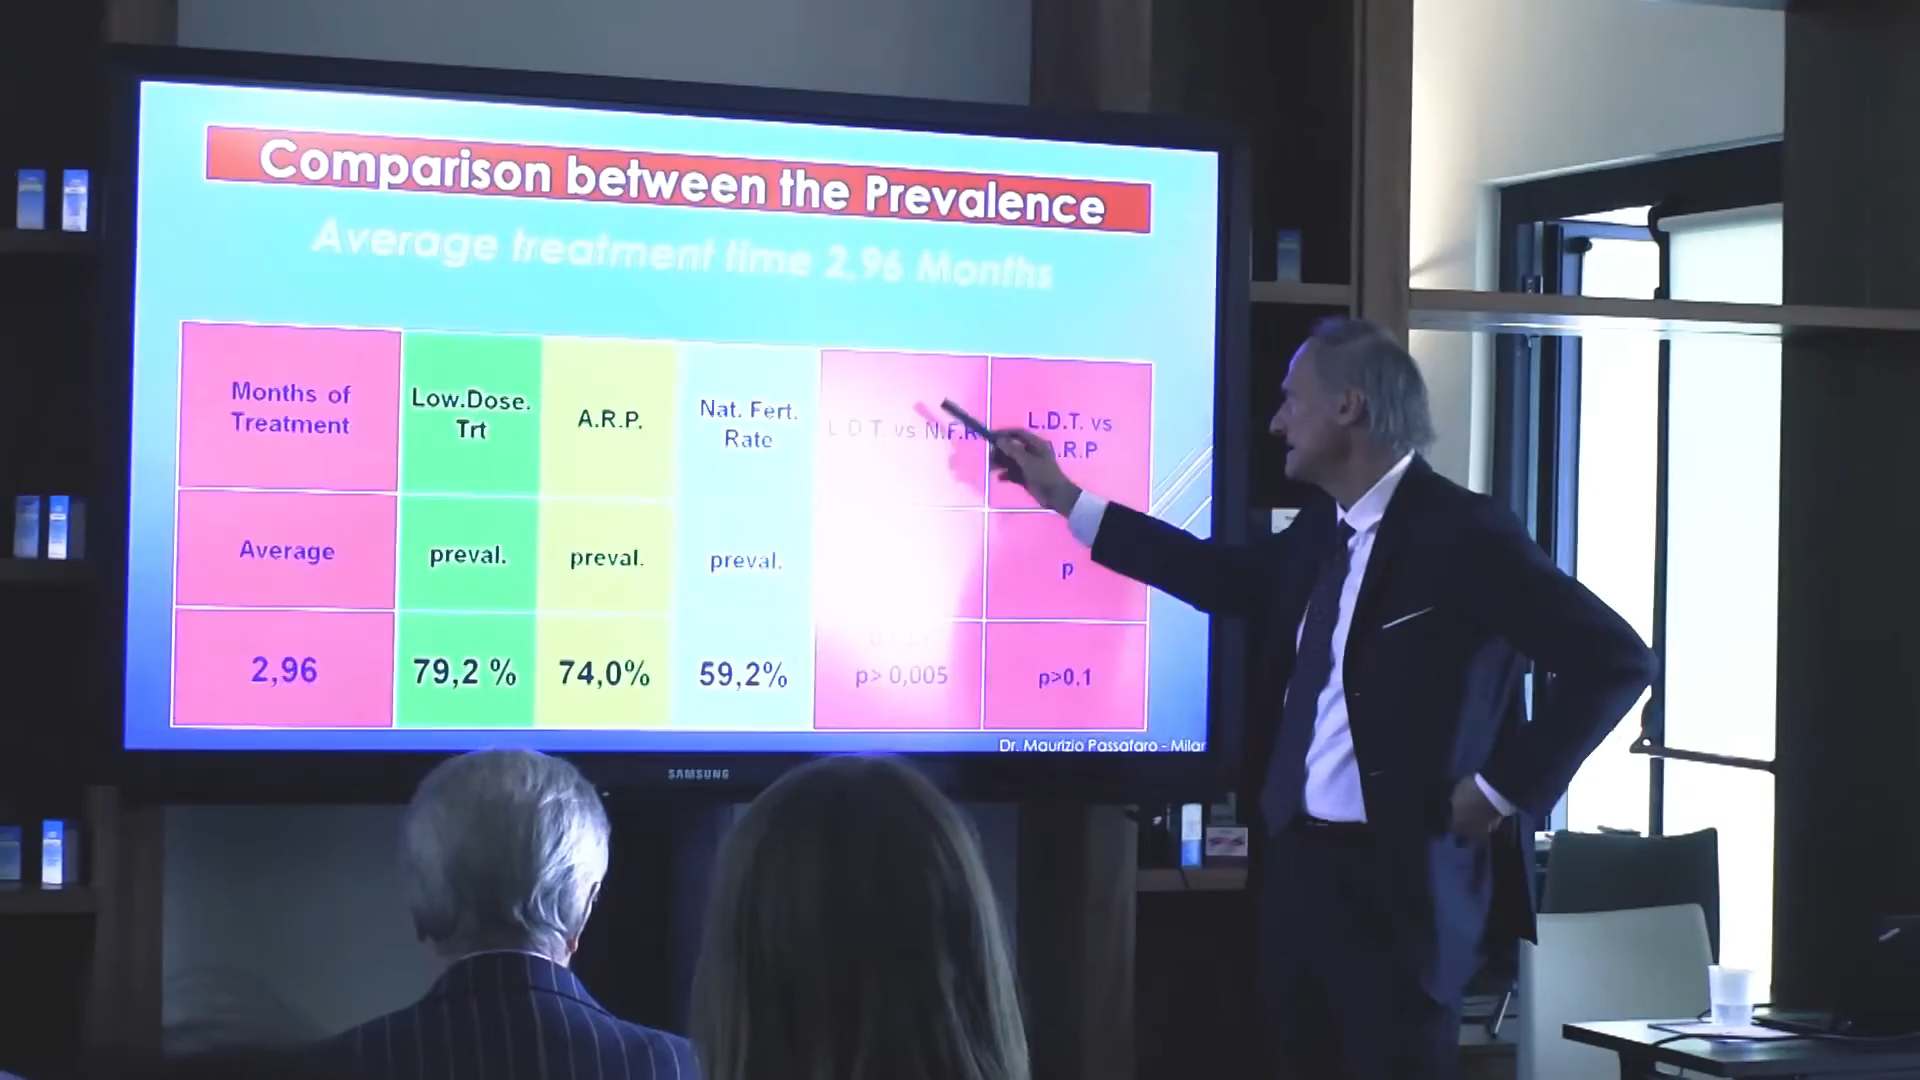 Comparison between the Prevalence
Average treatment time 2,96 Months
Months of
Treatment
Low.Dose.
Trt
A.R.P.
Nat. Fert.
Rate
L.D.T. vs N.F.R
L.D.T. vs
.R.P
Average
preval.
preval.
preval.
p
2,96
79,2 %
74,0%
59,2%
p> 0,005
p>0.1
Dr. Maurizio Passafaro - Milan
SAMSUNG